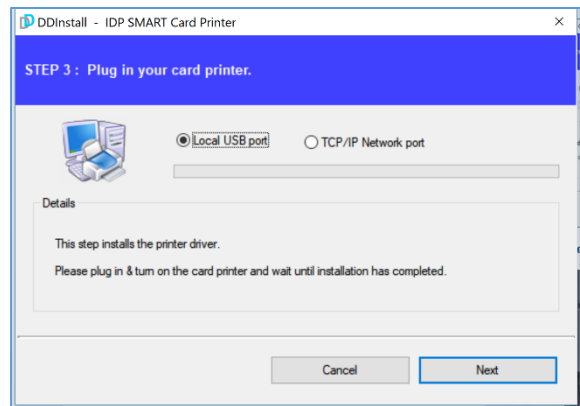 DDInstall - IDP SMART Card Printer
STEP 3 : Plug in your card printer.
Local USB port
TCP/IP Network port
Details
This step installs the printer driver.
Please plug in & turn on the card printer and wait until installation has completed.
Cancel
Next